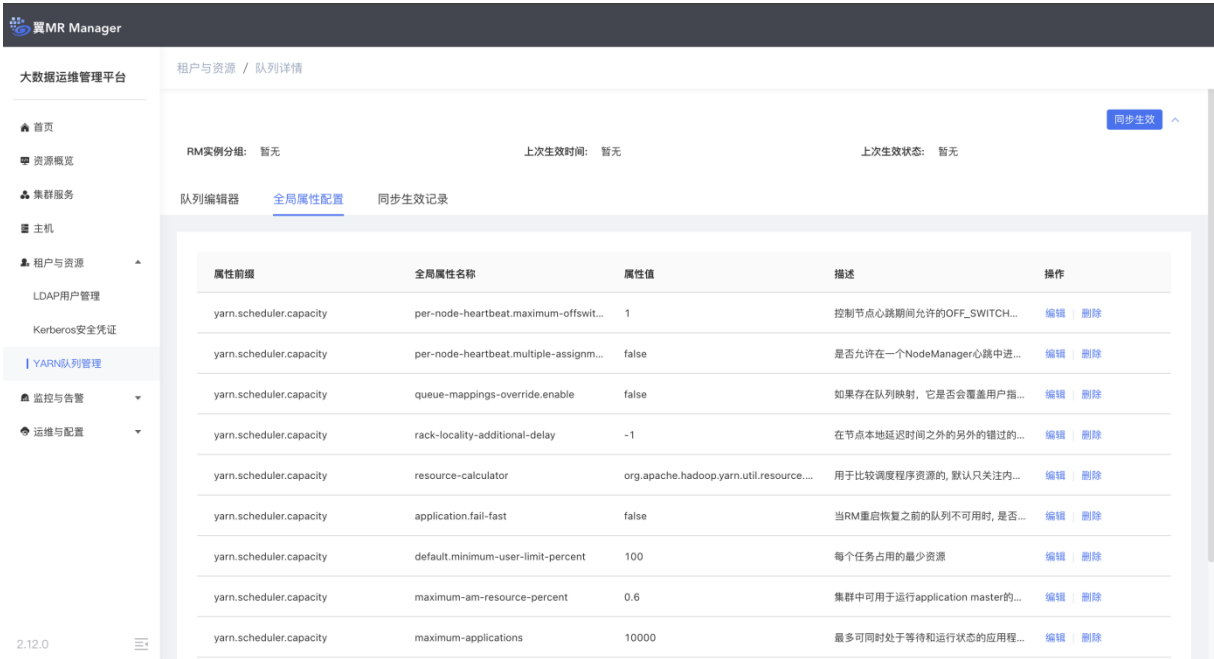 翼MR Manager
大数据运维管理平台
租户与资源 / 队列详情
首页
资源概览
集群服务
主机
租户与资源
LDAP用户管理
Kerberos安全凭证
YARN队列管理
监控与告警
运维与配置
2.12.0
同步生效
RM实例分组: 暂无 上次生效时间: 暂无 上次生效状态: 暂无
队列编辑器 全局属性配置 同步生效记录
属性前缀 全局属性名称 属性值 描述 操作
yarn.scheduler.capacity per-node-heartbeat.maximum-offswit... 1 控制节点心跳期间允许的OFF_SWITCH... 编辑 删除
yarn.scheduler.capacity per-node-heartbeat.multiple-assignm... false 是否允许在一个NodeManager心跳中进... 编辑 删除
yarn.scheduler.capacity queue-mappings-override.enable false 如果存在队列映射，它是否会覆盖用户指... 编辑 删除
yarn.scheduler.capacity rack-locality-additional-delay -1 在节点本地延迟时间之外的另外的错过的... 编辑 删除
yarn.scheduler.capacity resource-calculator org.apache.hadoop.yarn.util.resource.... 用于比较调度程序资源的, 默认只关注内... 编辑 删除
yarn.scheduler.capacity application.fail-fast false 当RM重启恢复之前的队列不可用时, 是否... 编辑 删除
yarn.scheduler.capacity default.minimum-user-limit-percent 100 每个任务占用的最少资源 编辑 删除
yarn.scheduler.capacity maximum-am-resource-percent 0.6 集群中可用于运行application master的... 编辑 删除
yarn.scheduler.capacity maximum-applications 10000 最多可同时处于等待和运行状态的应用程... 编辑 删除